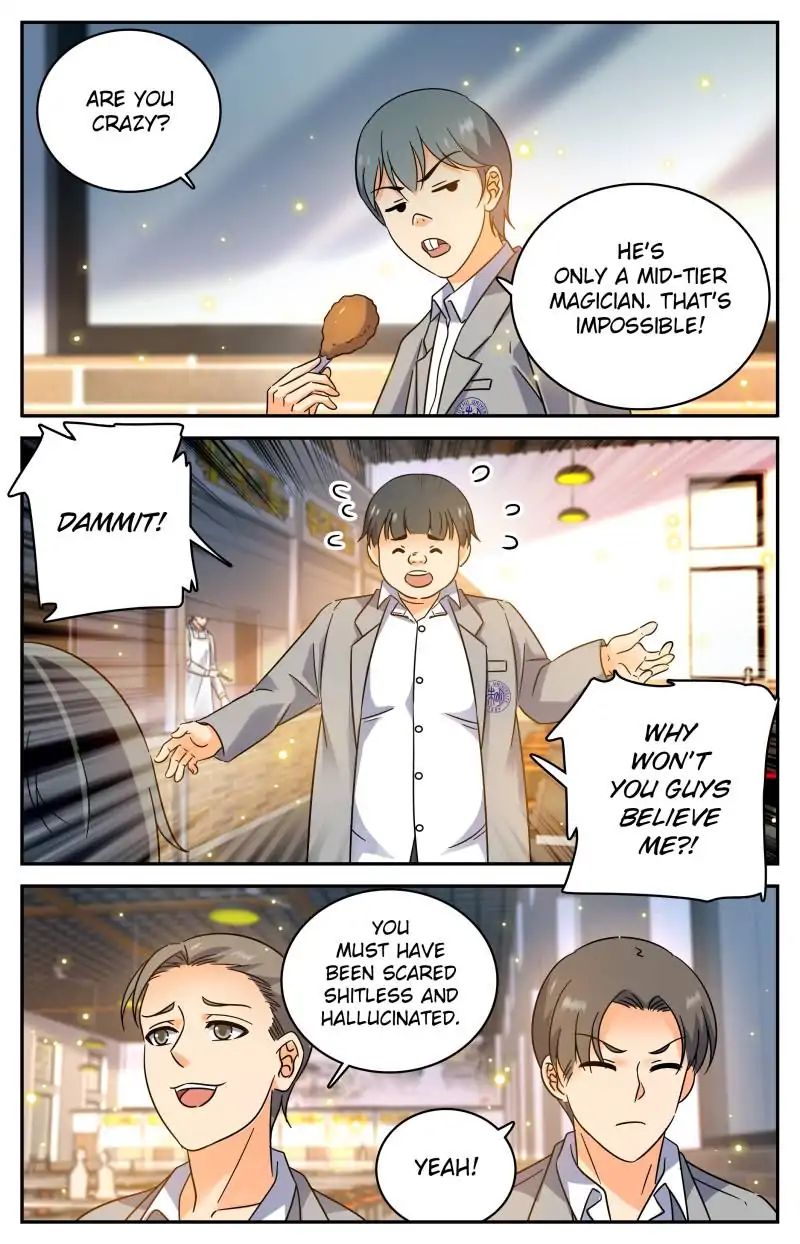 ARE YOU
CRAZY?
HE'S
ONLY A MID-TIER
MAGICIAN. THAT'S
IMPOSSIBLE!
DAMMIT!
WHY
WON'T
YOU GUYS
BELIEVE
ME?!
YOU
MUST HAVE
BEEN SCARED
SHITLESS AND
HALLUCINATED.
YEAH!